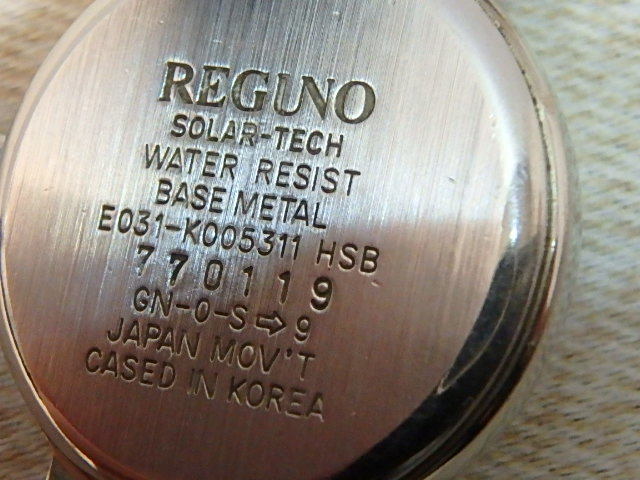 REGUNO
SOLAR-TECH
WATER RESIST
BASE METAL
E031-K005311 HSB
770119
GN-0-S⇨9
JAPAN MOV'T
CASED IN KOREA